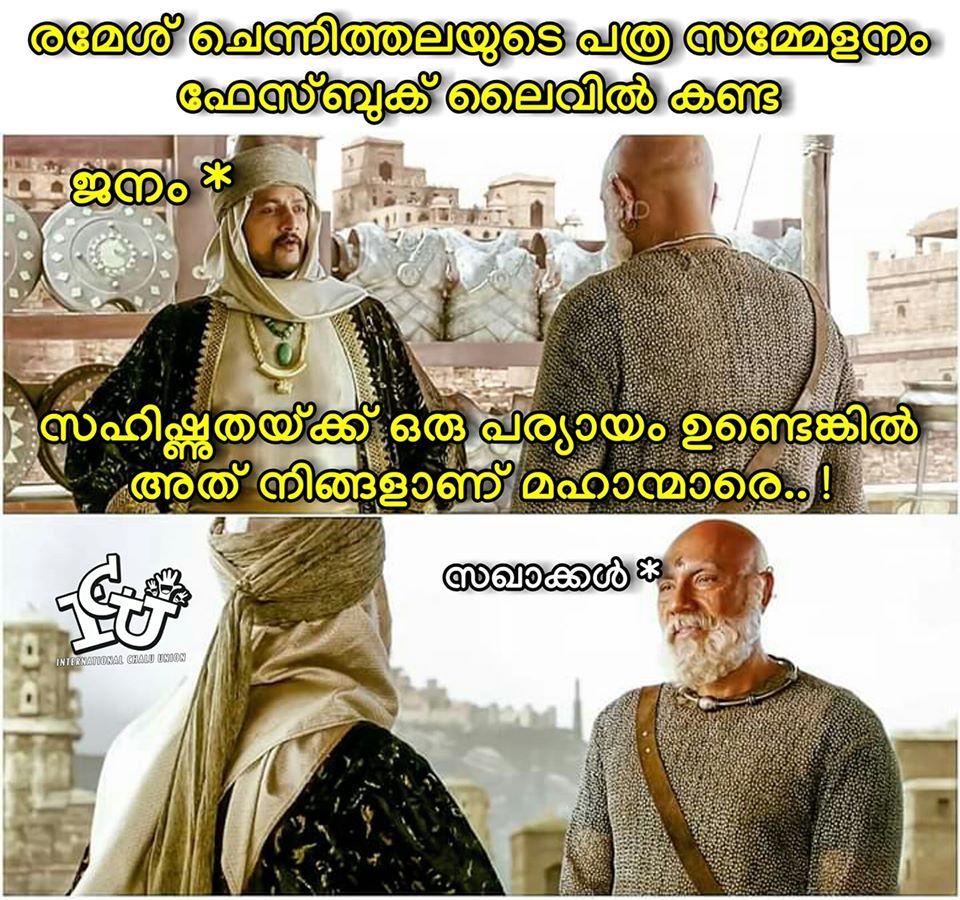 രമേശ് ചെന്നിത്തലയുടെ പത്ര സമ്മേളനം
ഫേസ്ബുക് ലൈവിൽ കണ്ട
ജനം *
സഹിഷ്ണുതയ്ക്ക് ഒരു പര്യായം ഉണ്ടെങ്കിൽ
അത് നിങ്ങളാണ് മഹാന്മാരെ.. !
സഖാക്കൾ *
ICU
INTERNATIONAL CHALU UNION